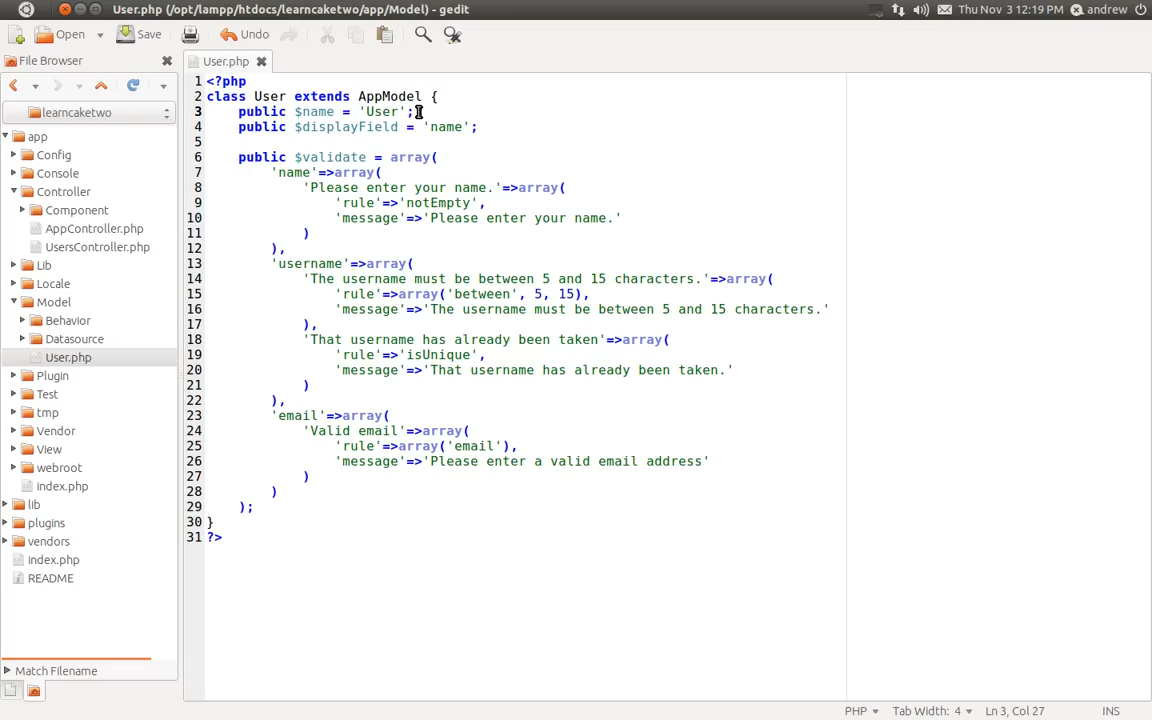 User.php (/opt/lampp/htdocs/learncaketwo/app/Model) - gedit
Thu Nov 3 12:19 PM
andrew
Open
Save
Undo
File Browser
User.php
learncaketwo
app
Config
Console
Controller
Component
AppController.php
UsersController.php
Lib
Locale
Model
Behavior
Datasource
User.php
Plugin
Test
tmp
Vendor
View
webroot
index.php
lib
plugins
vendors
index.php
README
Match Filename
1 <?php
2 class User extends AppModel {
3 public $name = 'User';
4 public $displayField = 'name';
5
6 public $validate = array(
7 'name'=>array(
8 'Please enter your name.'=>array(
9 'rule'=>'notEmpty',
10 'message'=>'Please enter your name.'
11 )
12 ),
13 'username'=>array(
14 'The username must be between 5 and 15 characters.'=>array(
15 'rule'=>array('between', 5, 15),
16 'message'=>'The username must be between 5 and 15 characters.'
17 ),
18 'That username has already been taken'=>array(
19 'rule'=>'isUnique',
20 'message'=>'That username has already been taken.'
21 )
22 ),
23 'email'=>array(
24 'Valid email'=>array(
25 'rule'=>array('email'),
26 'message'=>'Please enter a valid email address'
27 )
28 )
29 );
30 }
31 ?>
PHP
Tab Width: 4
Ln 3, Col 27
INS